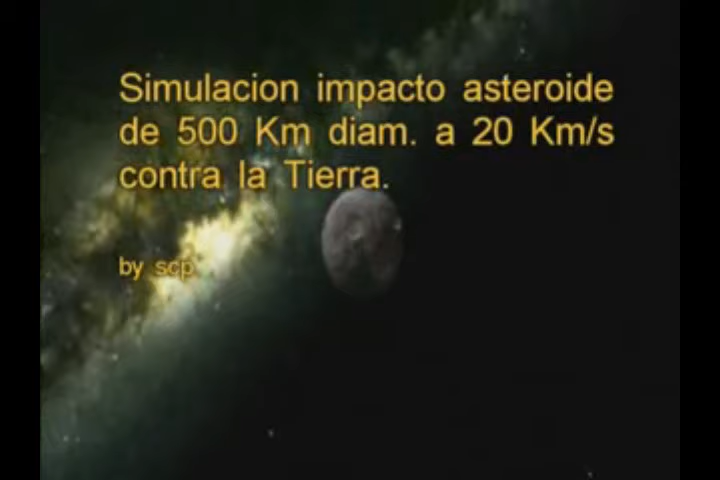 Simulacion impacto asteroide
de 500 Km diam. a 20 Km/s
contra la Tierra.
by scp